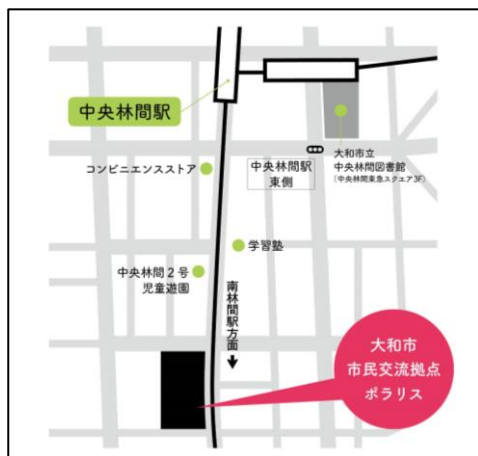 中央林間駅
コンビニエンスストア
中央林間駅
東側
大和市立
中央林間図書館
(中央林間東急スクエア3F)
学習塾
中央林間2号
児童遊園
南林間駅方面
大和市
市民交流拠点
ポラリス